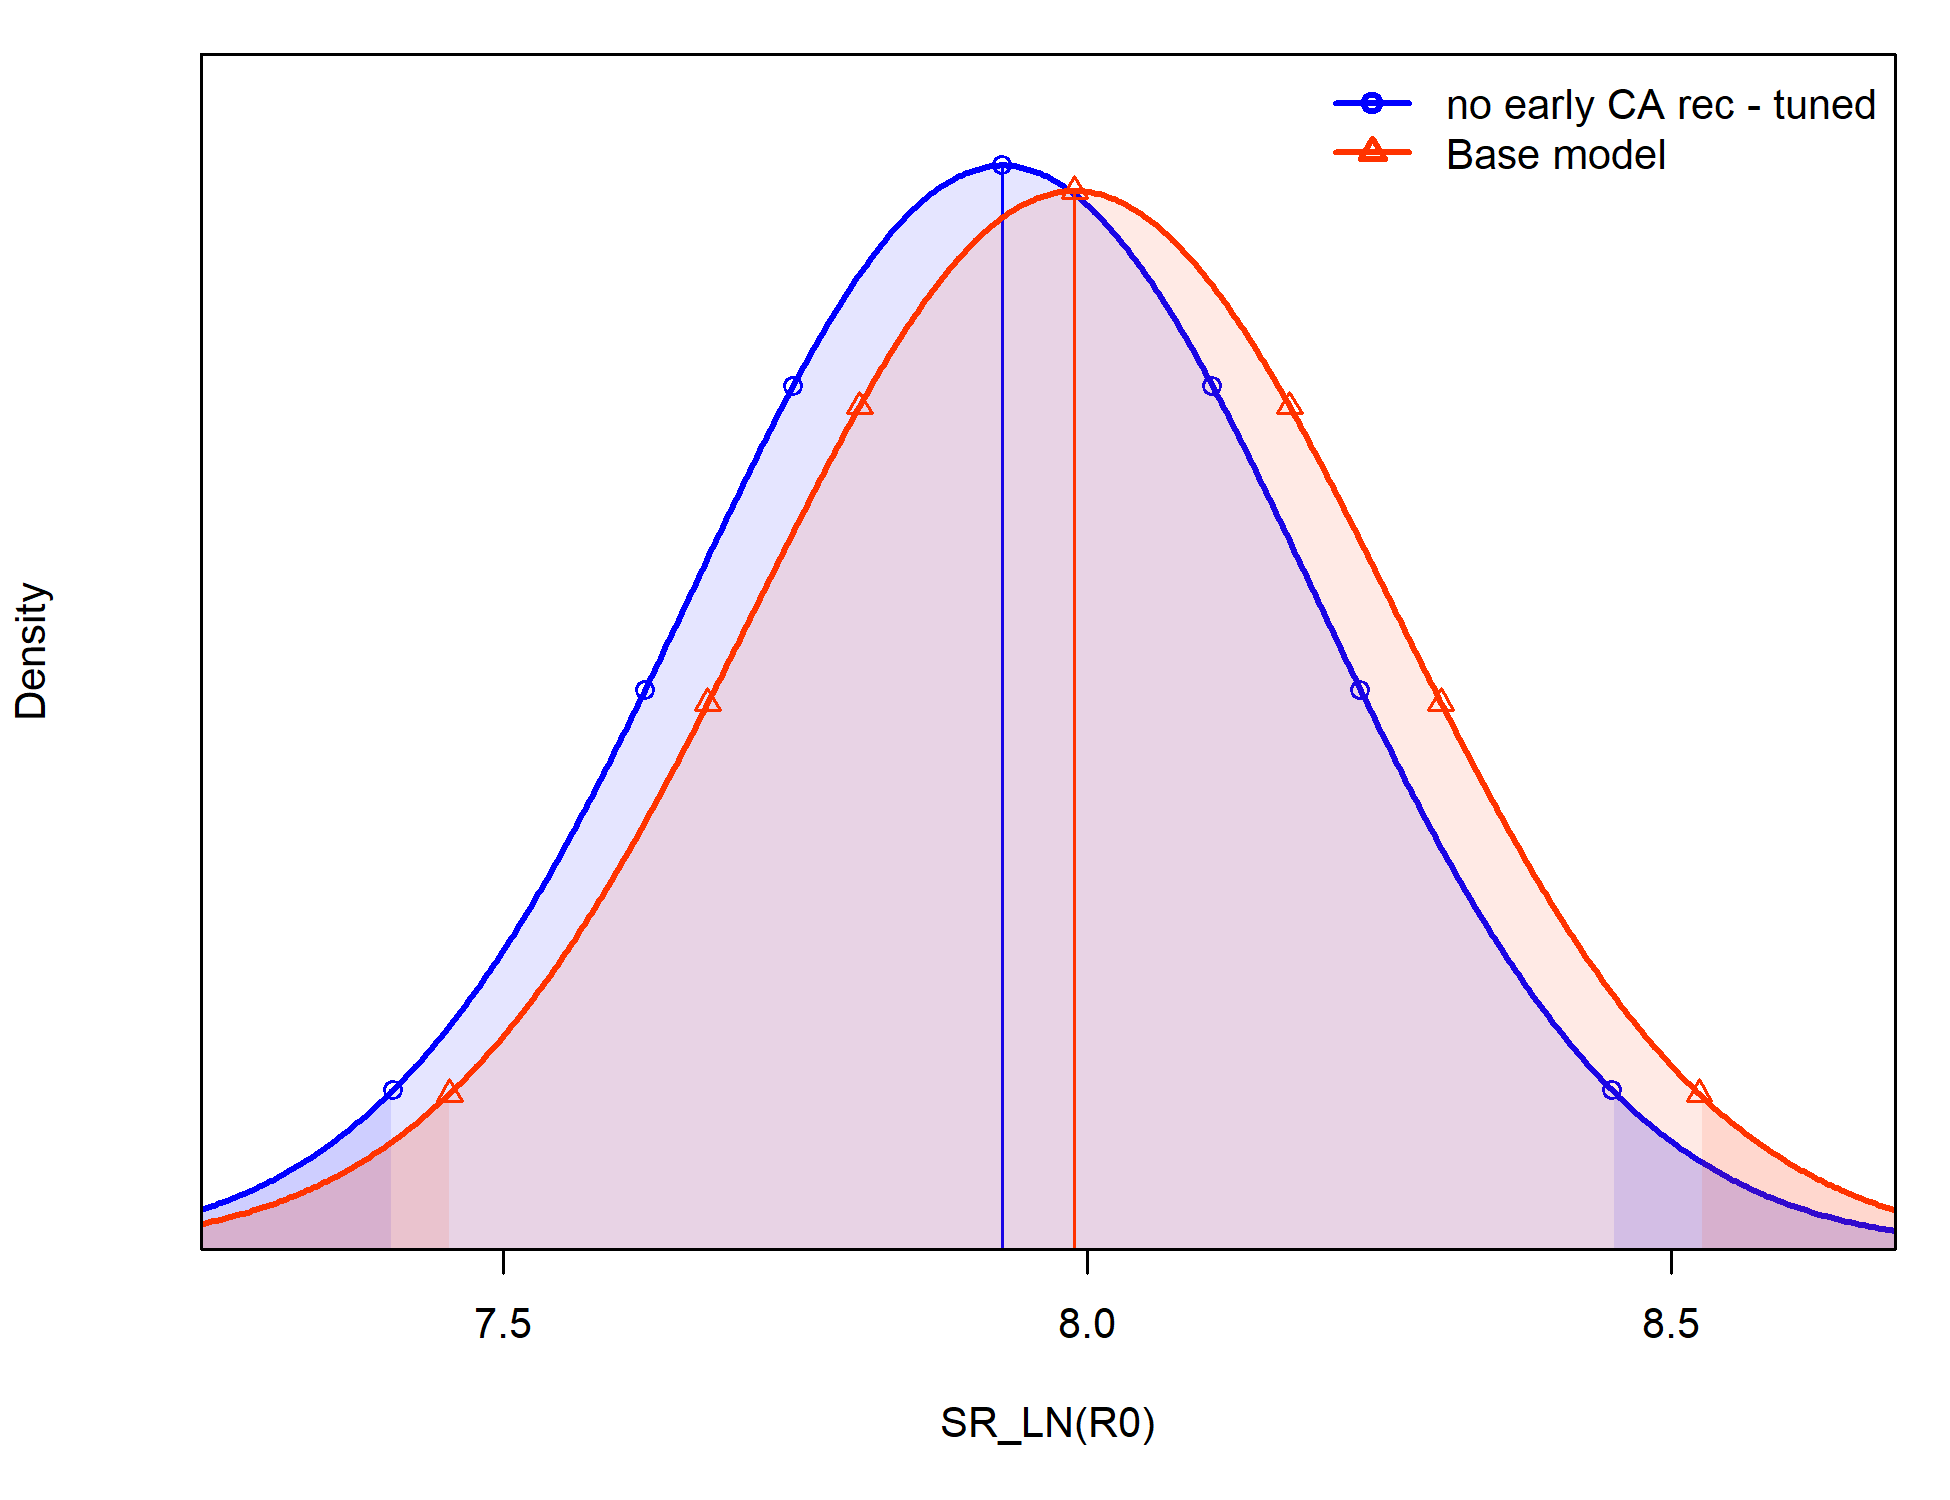 no early CA rec - tuned
Base model
Density
7.5
8.0
8.5
SR_LN(R0)